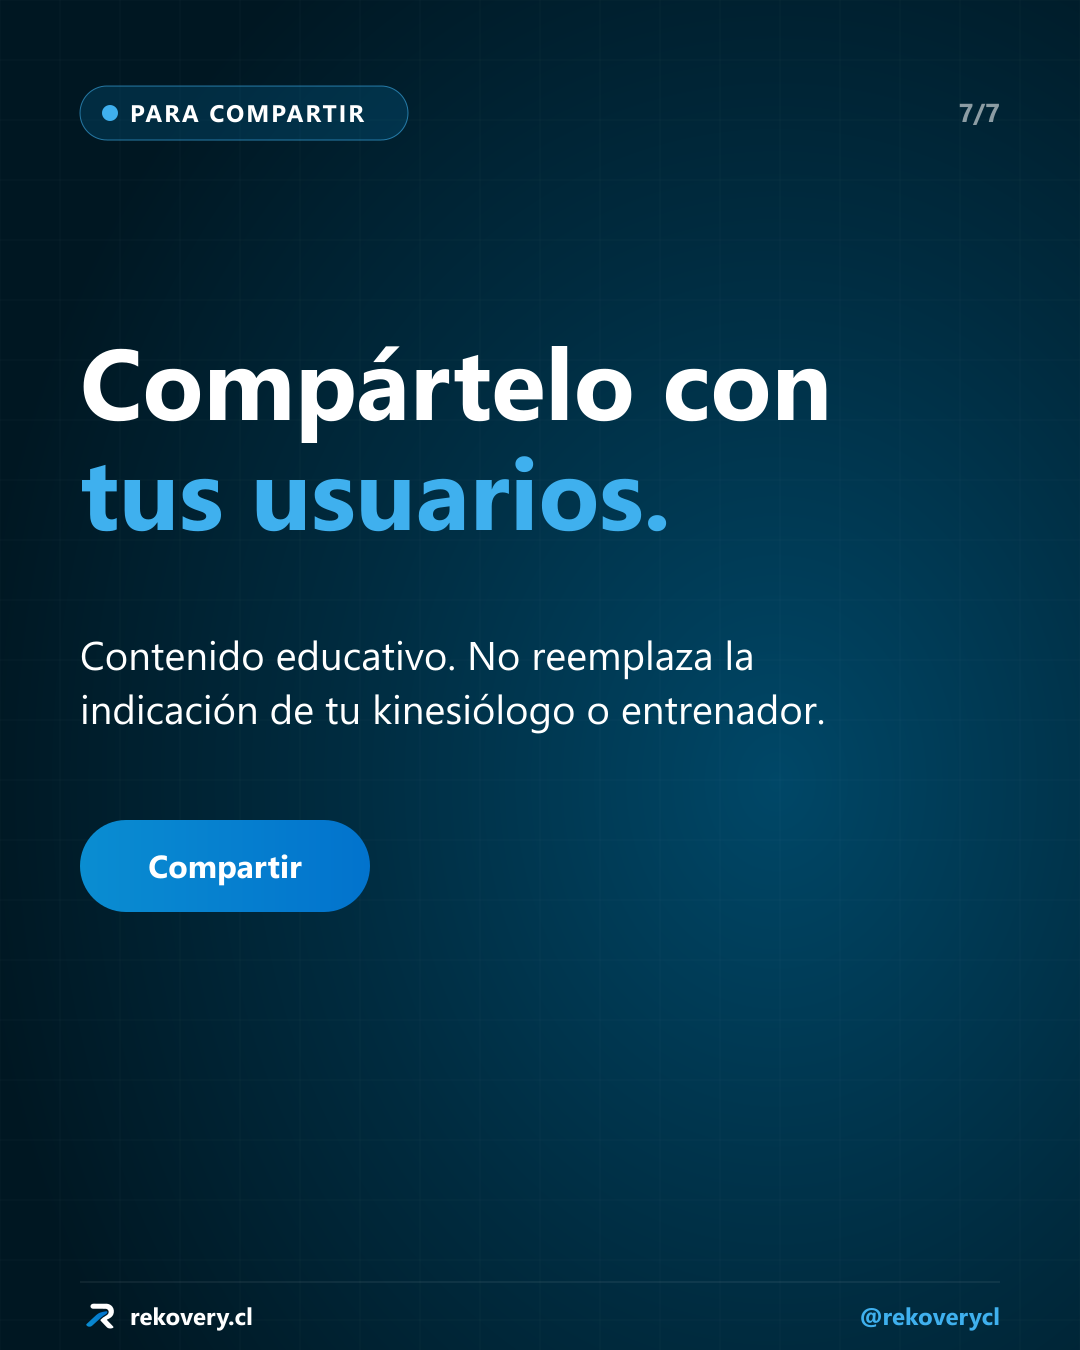 PARA COMPARTIR
7/7
Compártelo con
tus usuarios.
Contenido educativo. No reemplaza la
indicación de tu kinesiólogo o entrenador.
Compartir
rekovery.cl
@rekoverycl